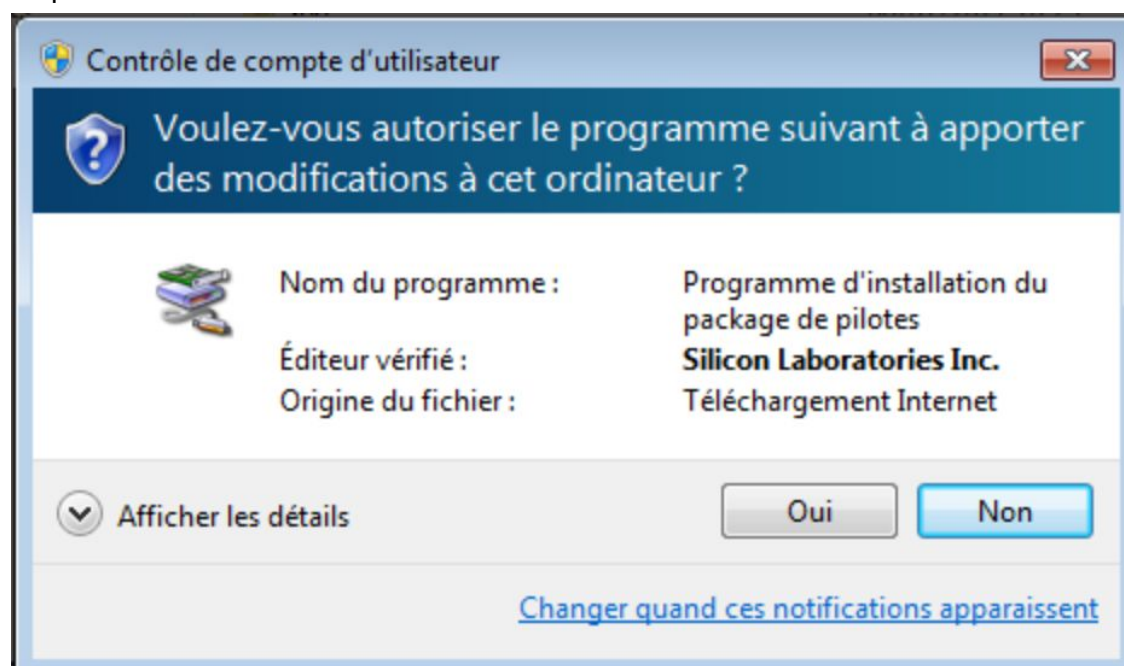 Contrôle de compte d'utilisateur
Voulez-vous autoriser le programme suivant à apporter
des modifications à cet ordinateur ?
Nom du programme : Programme d'installation du
package de pilotes
Éditeur vérifié : Silicon Laboratories Inc.
Origine du fichier : Téléchargement Internet
Afficher les détails Oui Non
Changer quand ces notifications apparaissent